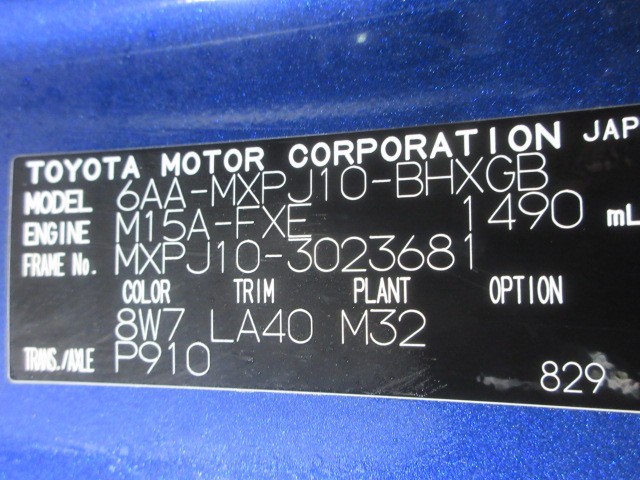 TOYOTA MOTOR CORPORATION JAP
MODEL 6AA-MXPJ10-BHXGB
ENGINE M15A-FXE 1490 mL
FRAME No. MXPJ10-3023681
COLOR TRIM PLANT OPTION
8W7 LA40 M32
TRANS./AXLE P910
829